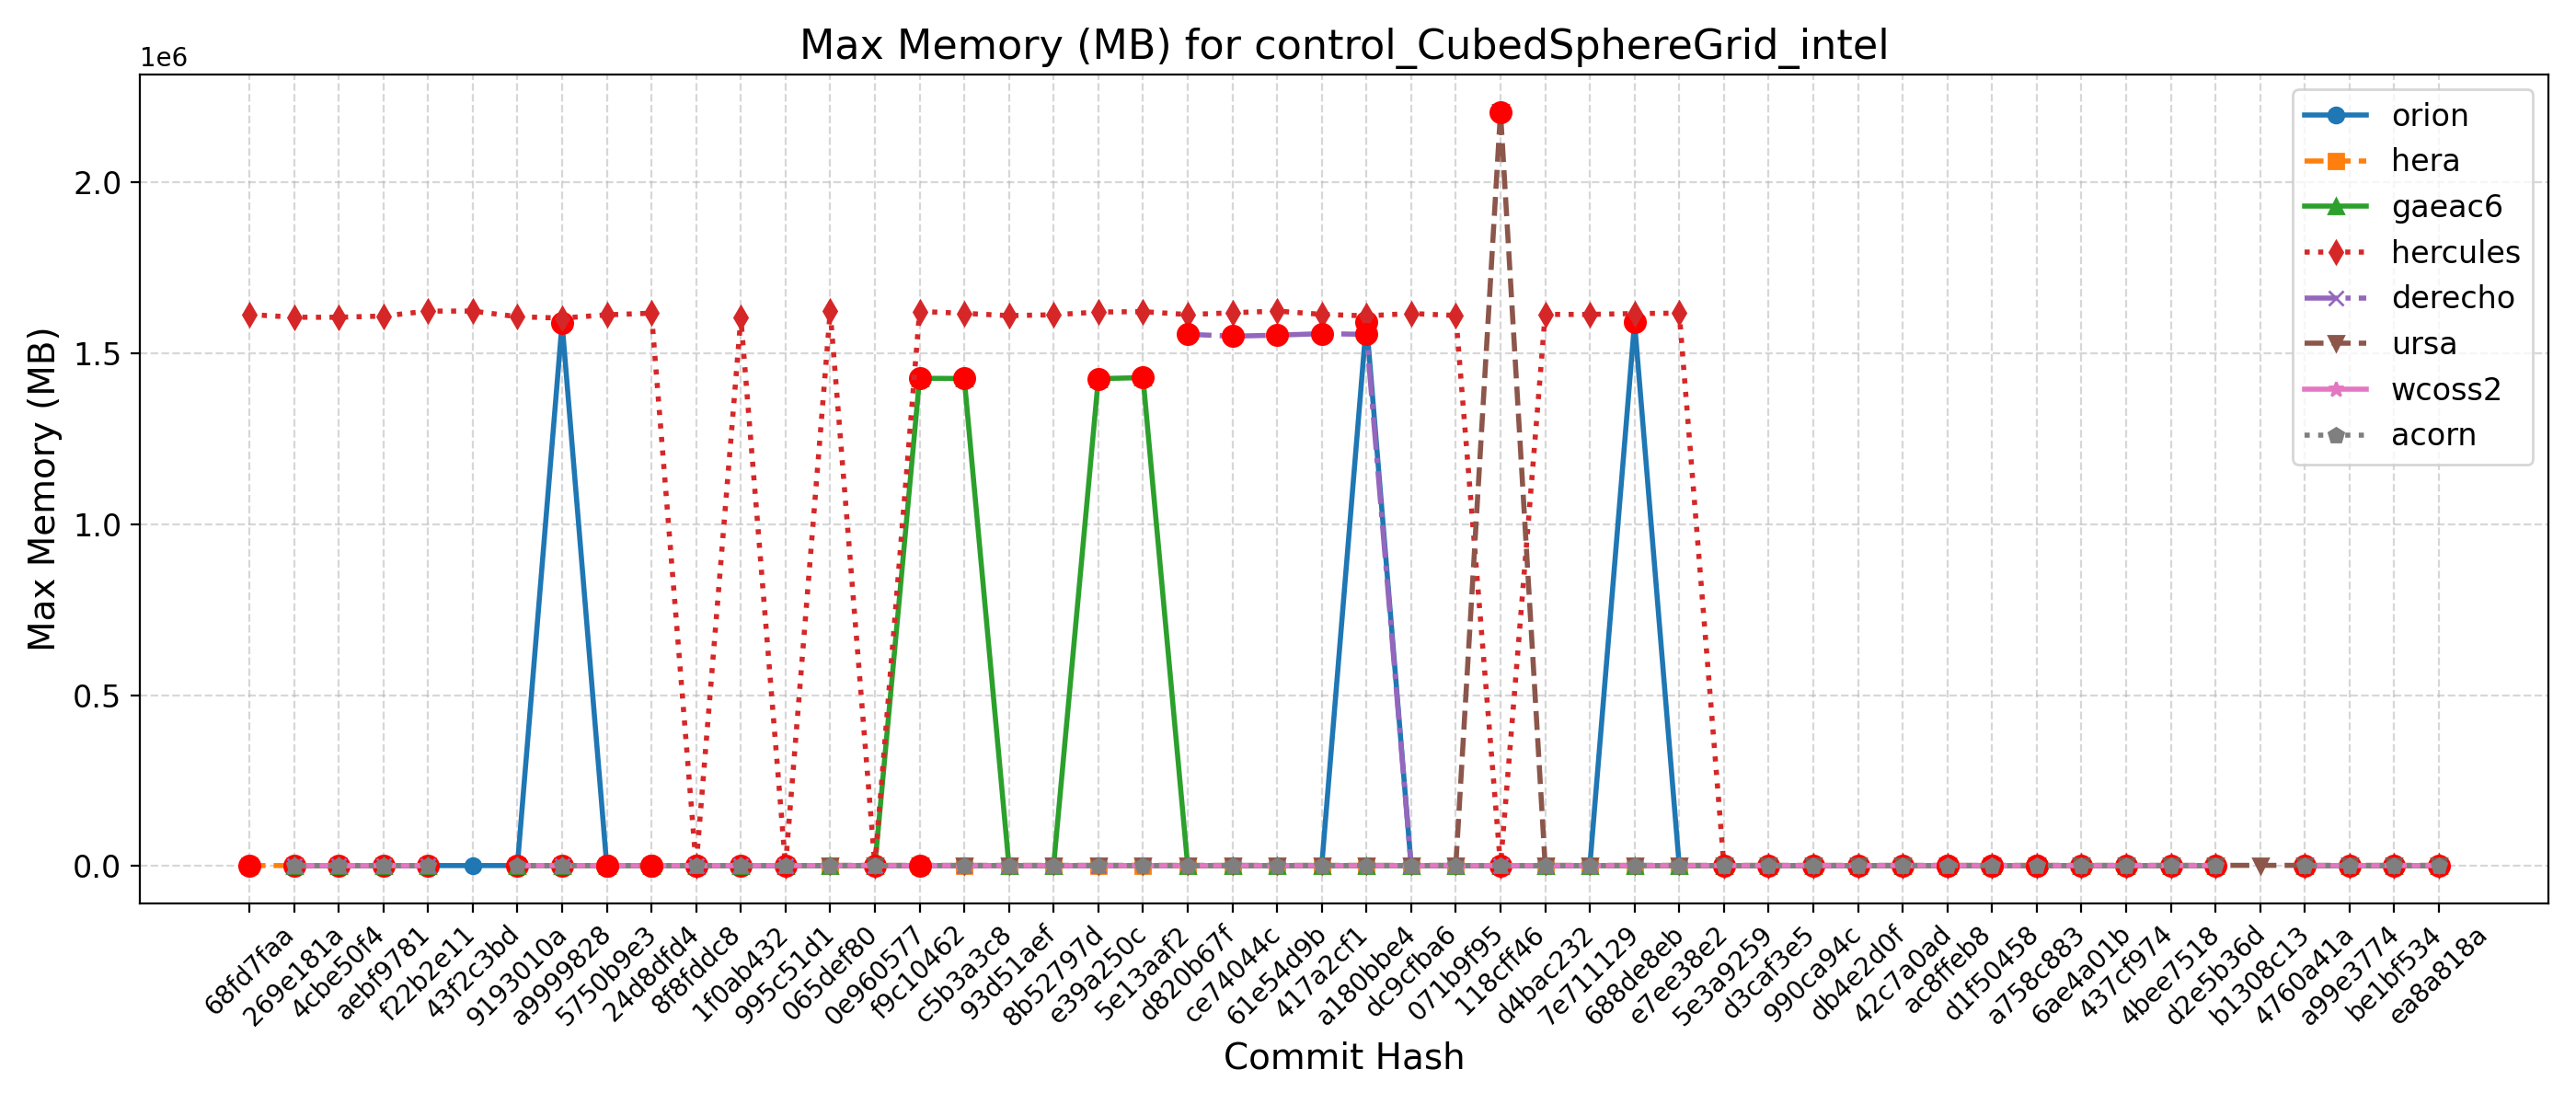 Max Memory (MB) for control_CubedSphereGrid_intel
1e6
2.0
1.5
1.0
0.5
0.0
Max Memory (MB)
orion
hera
gaeac6
hercules
derecho
ursa
wcoss2
acorn
68fd7faa
269e181a
4cbe50f4
aebf9781
f22b2e11
43f2c3bd
9193010a
a9999828
5750b9e3
24d8dfd4
8f8fddc8
1f0ab432
995c51d1
065def80
0e960577
f9c10462
c5b3a3c8
93d51aef
8b52797d
e39a250c
5e13aaf2
d820b67f
ce74044c
61e54d9b
417a2cf1
a180bbe4
dc9cfba6
071b9f95
118cff46
d4bac232
7e711129
688de8eb
e7ee38e2
5e3a9259
d3caf3e5
990ca94c
db4e2d0f
42c7a0ad
ac8ffeb8
d1f50458
a758c883
6ae4a01b
437cf974
4bee7518
d2e5b36d
b1308c13
4760a41a
a99e3774
be1bf534
ea8a818a
Commit Hash